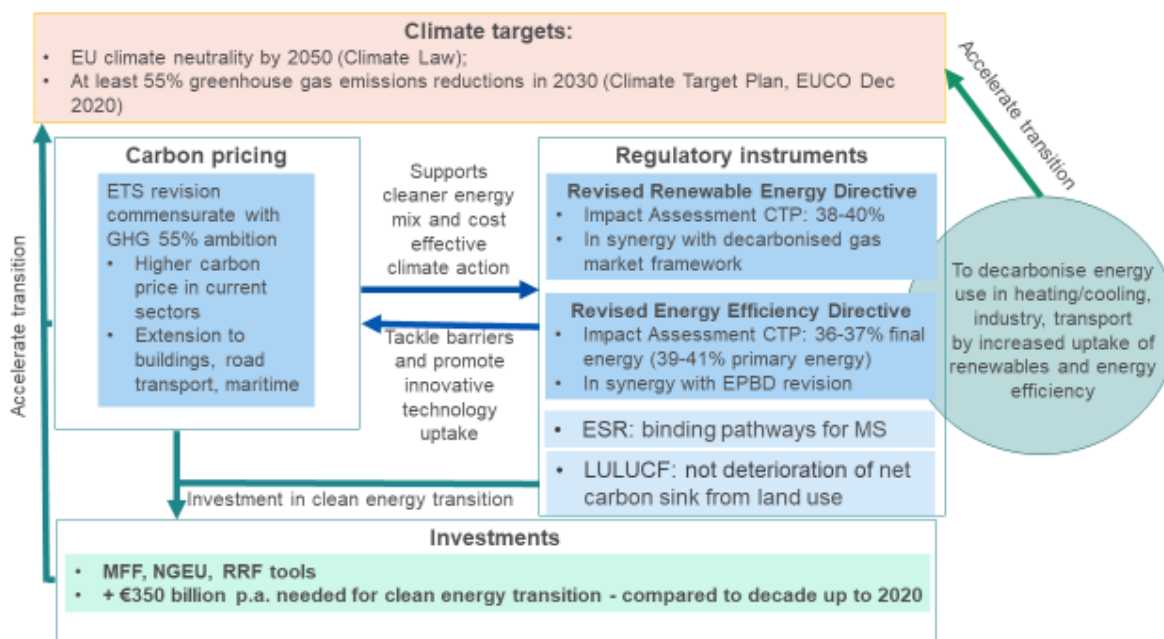 Climate targets:
• EU climate neutrality by 2050 (Climate Law);
• At least 55% greenhouse gas emissions reductions in 2030 (Climate Target Plan, EUCO Dec
2020)
Accelerate transition
Carbon pricing
ETS revision
commensurate with
GHG 55% ambition
• Higher carbon
price in current
sectors
• Extension to
buildings, road
transport, maritime
Supports
cleaner energy
mix and cost
effective
climate action
Tackle barriers
and promote
innovative
technology
uptake
Regulatory instruments
Revised Renewable Energy Directive
• Impact Assessment CTP: 38-40%
• In synergy with decarbonised gas
market framework
Revised Energy Efficiency Directive
• Impact Assessment CTP: 36-37% final
energy (39-41% primary energy)
• In synergy with EPBD revision
• ESR: binding pathways for MS
• LULUCF: not deterioration of net
carbon sink from land use
To decarbonise energy
use in heating/cooling,
industry, transport
by increased uptake of
renewables and energy
efficiency
Accelerate transition
Investment in clean energy transition
Investments
• MFF, NGEU, RRF tools
• + €350 billion p.a. needed for clean energy transition - compared to decade up to 2020